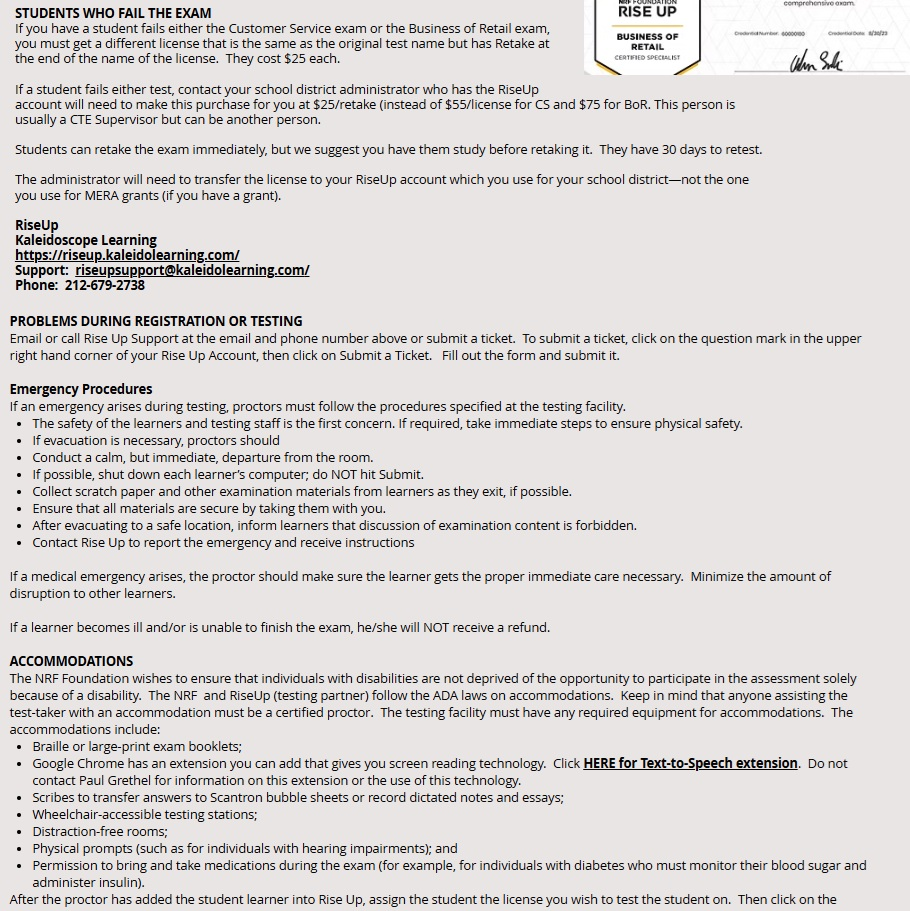 STUDENTS WHO FAIL THE EXAM
If you have a student fails either the Customer Service exam or the Business of Retail exam,
you must get a different license that is the same as the original test name but has Retake at
the end of the name of the license.  They cost $25 each.
NRF FOUNDATION
RISE UP
BUSINESS OF
RETAIL
CERTIFIED SPECIALIST
comprehensive exam.
Credential Number:
Credential Date:
If a student fails either test, contact your school district administrator who has the RiseUp
account will need to make this purchase for you at $25/retake (instead of $55/license for CS and $75 for BoR. This person is
usually a CTE Supervisor but can be another person.
Students can retake the exam immediately, but we suggest you have them study before retaking it.  They have 30 days to retest.
The administrator will need to transfer the license to your RiseUp account which you use for your school district—not the one
you use for MERA grants (if you have a grant).
RiseUp
Kaleidoscope Learning
https://riseup.kaleidolearning.com/
Support:  riseupsupport@kaleidolearning.com/
Phone:  212-679-2738
PROBLEMS DURING REGISTRATION OR TESTING
Email or call Rise Up Support at the email and phone number above or submit a ticket.  To submit a ticket, click on the question mark in the upper
right hand corner of your Rise Up Account, then click on Submit a Ticket.   Fill out the form and submit it.
Emergency Procedures
If an emergency arises during testing, proctors must follow the procedures specified at the testing facility.
• The safety of the learners and testing staff is the first concern. If required, take immediate steps to ensure physical safety.
• If evacuation is necessary, proctors should
• Conduct a calm, but immediate, departure from the room.
• If possible, shut down each learner's computer; do NOT hit Submit.
• Collect scratch paper and other examination materials from learners as they exit, if possible.
• Ensure that all materials are secure by taking them with you.
• After evacuating to a safe location, inform learners that discussion of examination content is forbidden.
• Contact Rise Up to report the emergency and receive instructions
If a medical emergency arises, the proctor should make sure the learner gets the proper immediate care necessary.  Minimize the amount of
disruption to other learners.
If a learner becomes ill and/or is unable to finish the exam, he/she will NOT receive a refund.
ACCOMMODATIONS
The NRF Foundation wishes to ensure that individuals with disabilities are not deprived of the opportunity to participate in the assessment solely
because of a disability.  The NRF  and RiseUp (testing partner) follow the ADA laws on accommodations.  Keep in mind that anyone assisting the
test-taker with an accommodation must be a certified proctor.  The testing facility must have any required equipment for accommodations.  The
accommodations include:
• Braille or large-print exam booklets;
• Google Chrome has an extension you can add that gives you screen reading technology.  Click HERE for Text-to-Speech extension.  Do not
contact Paul Grethel for information on this extension or the use of this technology.
• Scribes to transfer answers to Scantron bubble sheets or record dictated notes and essays;
• Wheelchair-accessible testing stations;
• Distraction-free rooms;
• Physical prompts (such as for individuals with hearing impairments); and
• Permission to bring and take medications during the exam (for example, for individuals with diabetes who must monitor their blood sugar and
administer insulin).
After the proctor has added the student learner into Rise Up, assign the student the license you wish to test the student on.  Then click on the